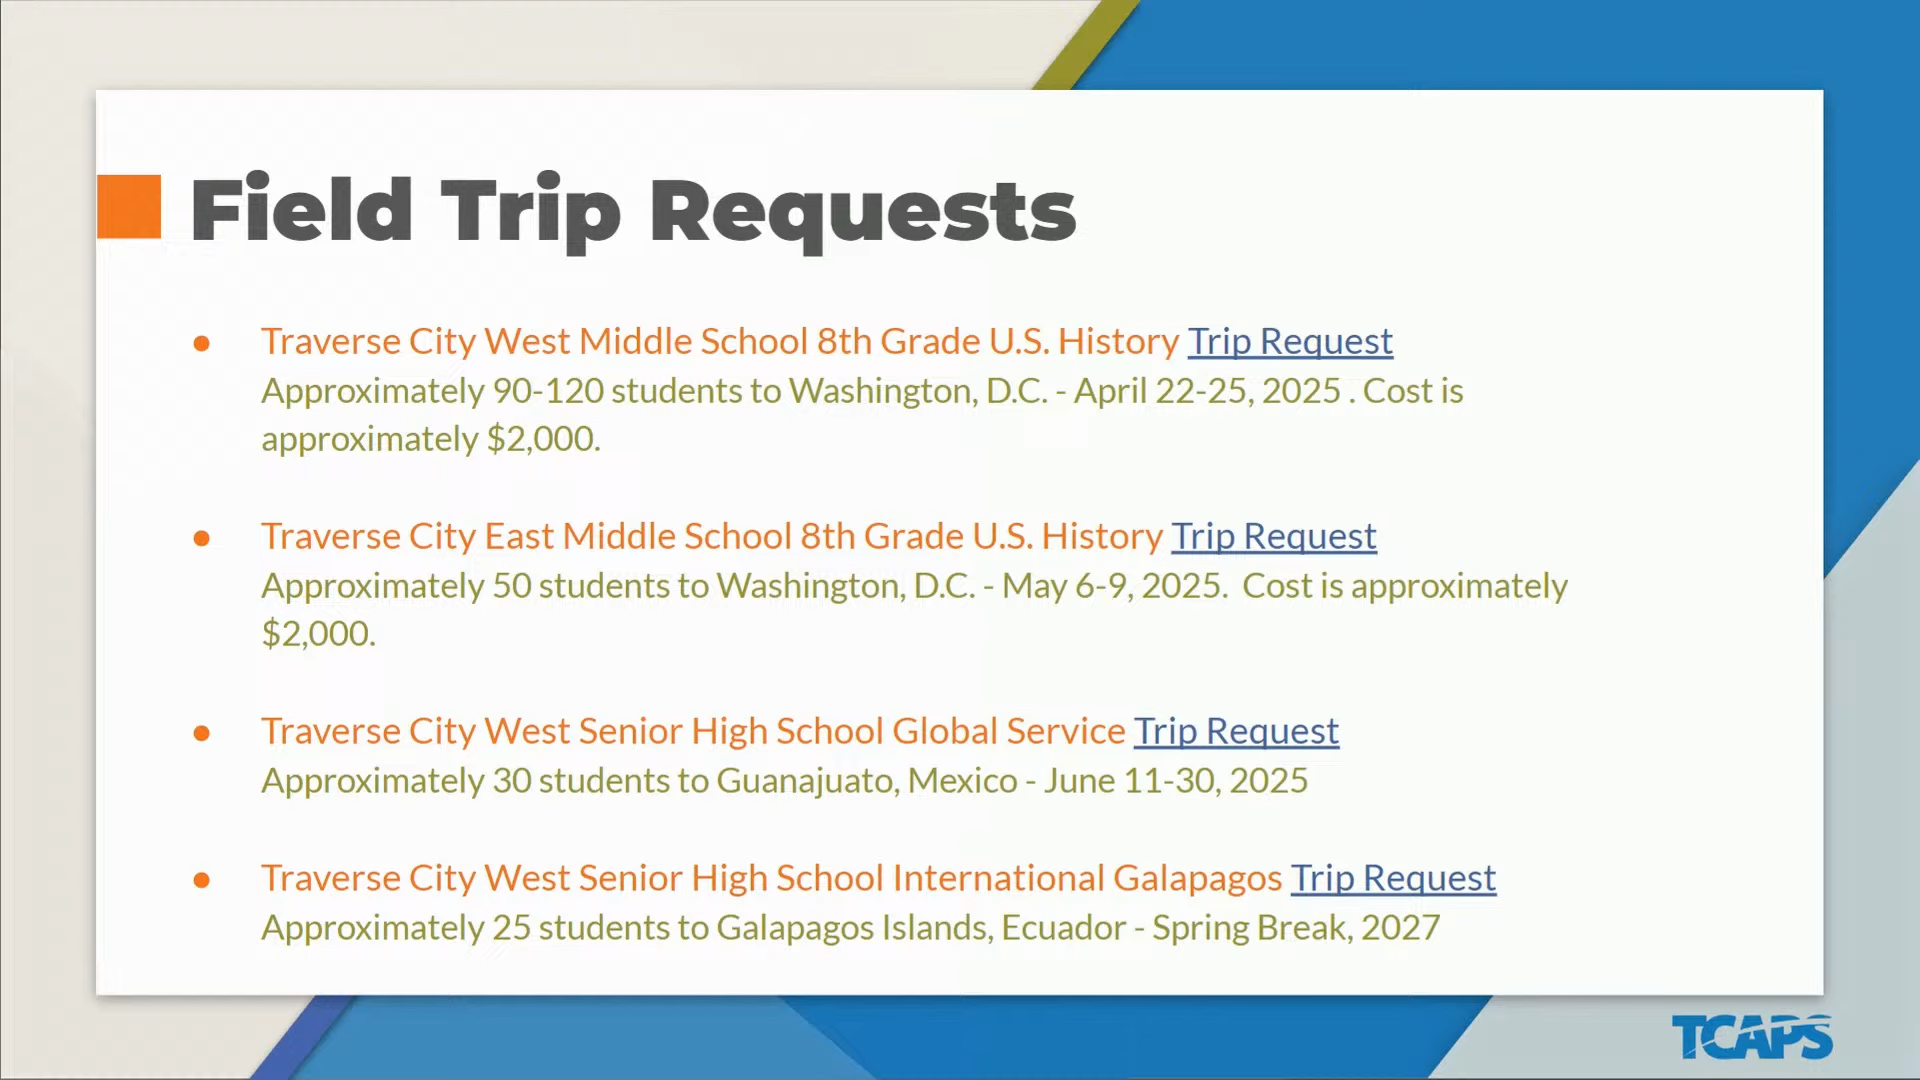 Field Trip Requests
● Traverse City West Middle School 8th Grade U.S. History Trip Request
Approximately 90-120 students to Washington, D.C. - April 22-25, 2025 . Cost is
approximately $2,000.
● Traverse City East Middle School 8th Grade U.S. History Trip Request
Approximately 50 students to Washington, D.C. - May 6-9, 2025.  Cost is approximately
$2,000.
● Traverse City West Senior High School Global Service Trip Request
Approximately 30 students to Guanajuato, Mexico - June 11-30, 2025
● Traverse City West Senior High School International Galapagos Trip Request
Approximately 25 students to Galapagos Islands, Ecuador - Spring Break, 2027
TCAPS